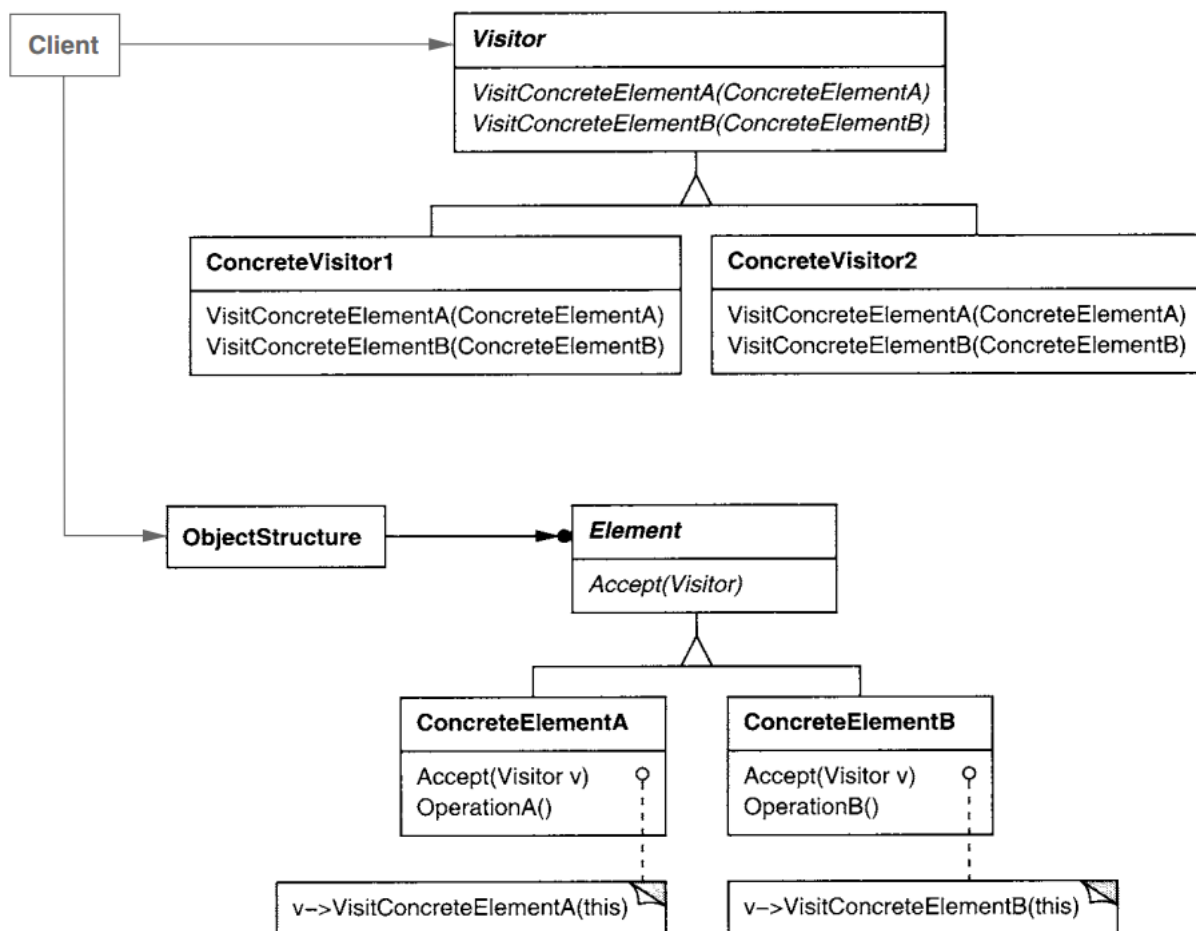 Client
Visitor
VisitConcreteElementA(ConcreteElementA)
VisitConcreteElementB(ConcreteElementB)
ConcreteVisitor1
VisitConcreteElementA(ConcreteElementA)
VisitConcreteElementB(ConcreteElementB)
ConcreteVisitor2
VisitConcreteElementA(ConcreteElementA)
VisitConcreteElementB(ConcreteElementB)
ObjectStructure
Element
Accept(Visitor)
ConcreteElementA
Accept(Visitor v)
OperationA()
ConcreteElementB
Accept(Visitor v)
OperationB()
v–>VisitConcreteElementA(this)
v–>VisitConcreteElementB(this)